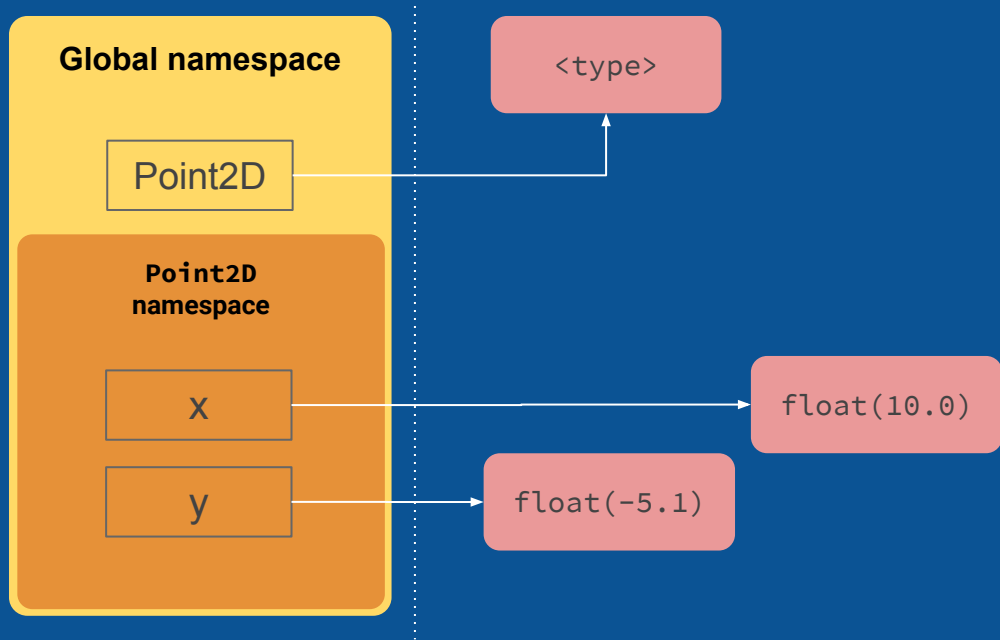 Global namespace
<type>
Point2D
Point2D
namespace
x
float(10.0)
y
float(-5.1)